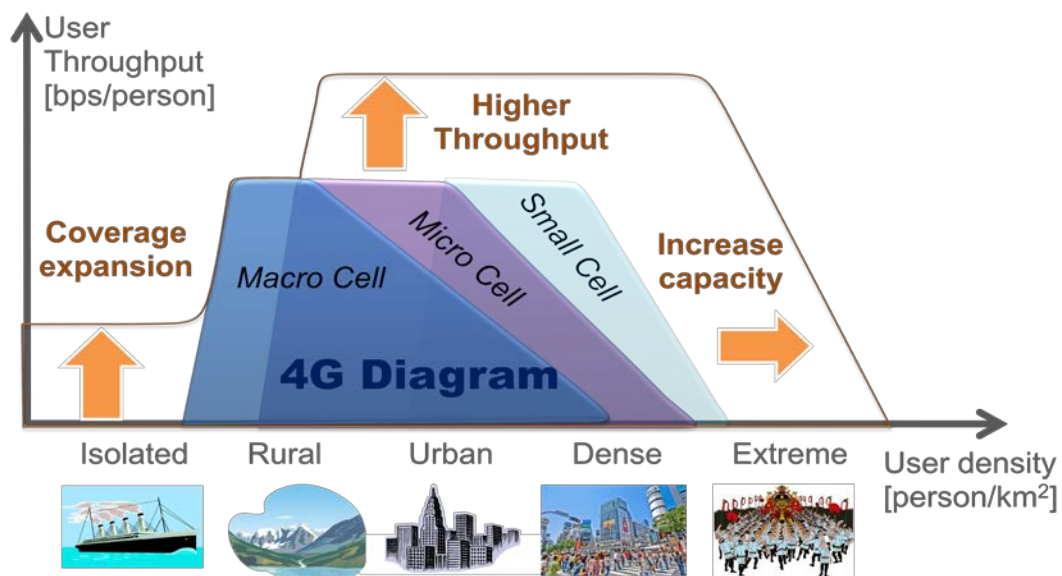 User
Throughput
[bps/person]
Higher
Throughput
Coverage
expansion
Macro Cell
Micro Cell
Small Cell
Increase
capacity
4G Diagram
Isolated
Rural
Urban
Dense
Extreme
User density
[person/km²]